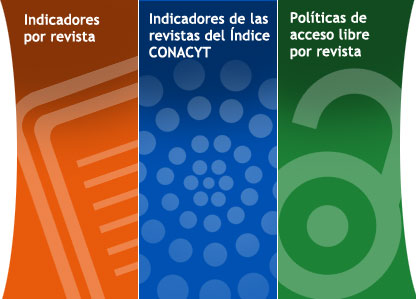 Indicadores
por revista
Indicadores de las
revistas del Índice
CONACYT
Políticas de
acceso libre
por revista